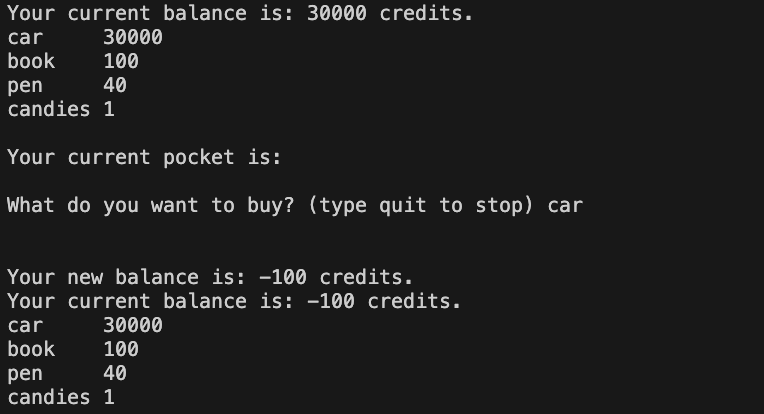 Your current balance is: 30000 credits.
car     30000
book    100
pen     40
candies 1
Your current pocket is:
What do you want to buy? (type quit to stop) car
Your new balance is: -100 credits.
Your current balance is: -100 credits.
car     30000
book    100
pen     40
candies 1